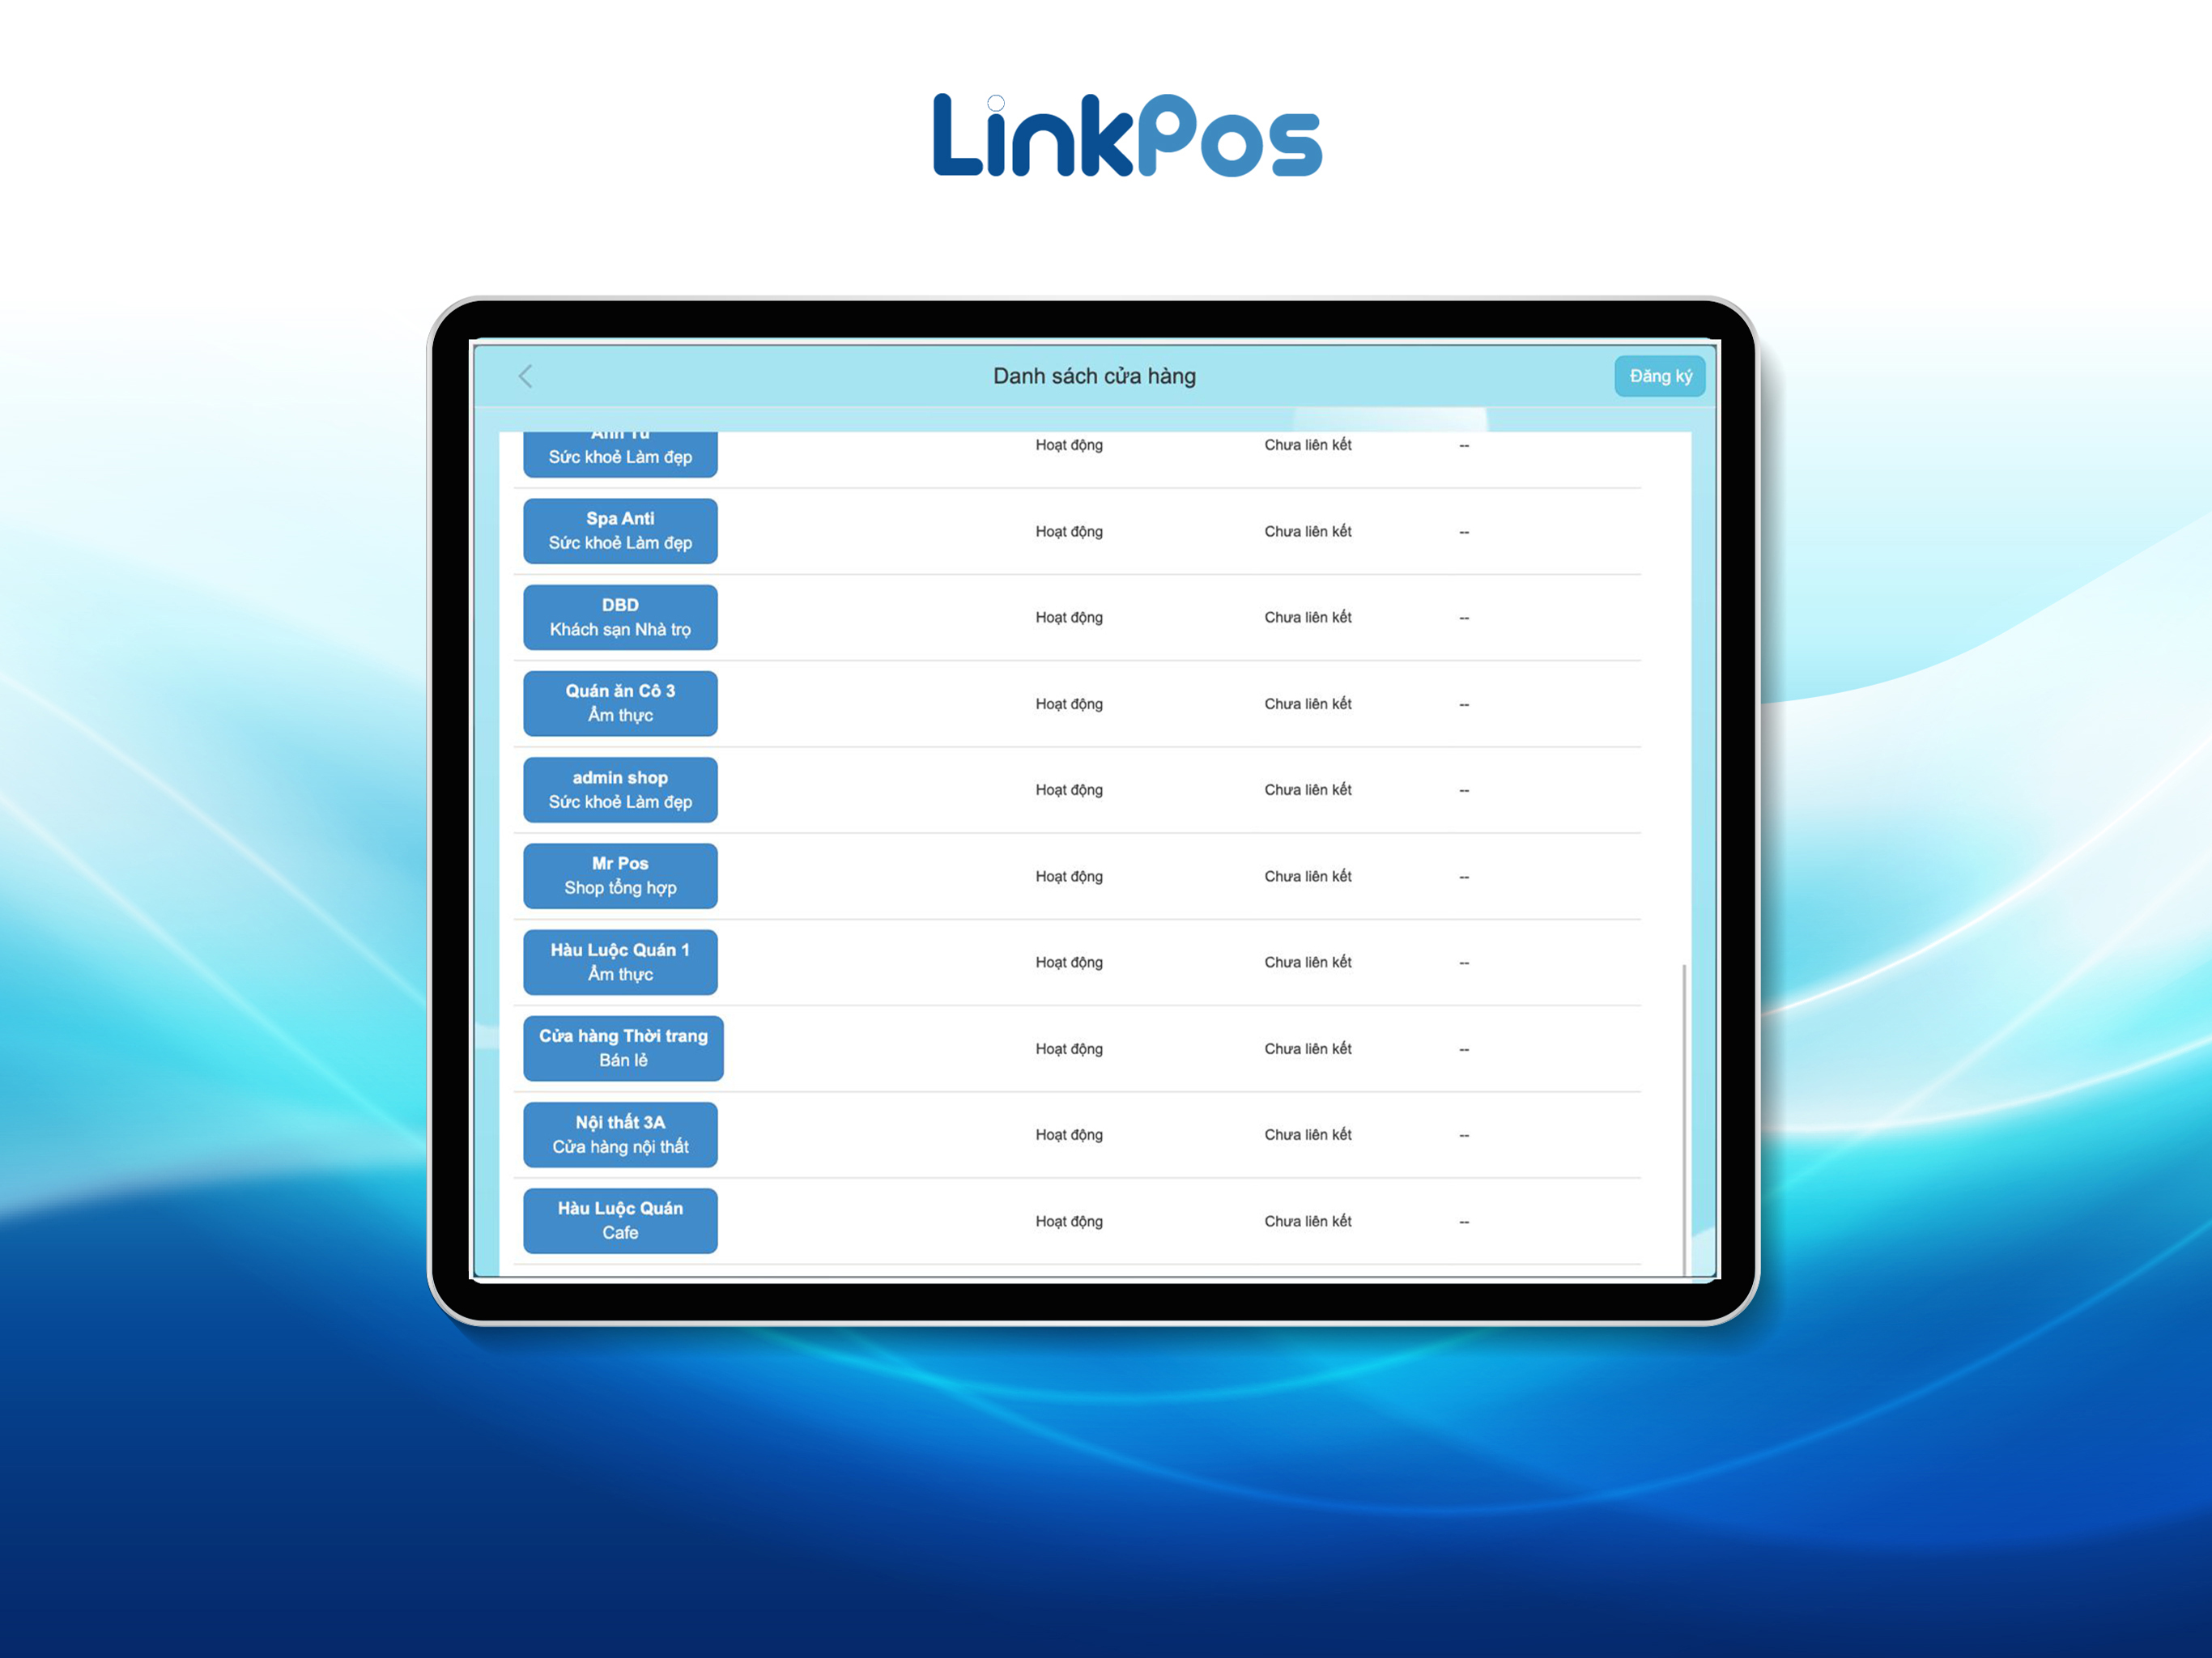 LinkPos
Danh sách cửa hàng
Đăng ký
Sức khoẻ Làm đẹp
Hoạt động
Chưa liên kết
--
Spa Anti
Sức khoẻ Làm đẹp
Hoạt động
Chưa liên kết
--
DBD
Khách sạn Nhà trọ
Hoạt động
Chưa liên kết
--
Quán ăn Cô 3
Âm thực
Hoạt động
Chưa liên kết
--
admin shop
Sức khoẻ Làm đẹp
Hoạt động
Chưa liên kết
--
Mr Pos
Shop tổng hợp
Hoạt động
Chưa liên kết
--
Hàu Luộc Quán 1
Âm thực
Hoạt động
Chưa liên kết
--
Cửa hàng Thời trang
Bán lẻ
Hoạt động
Chưa liên kết
--
Nội thất 3A
Cửa hàng nội thất
Hoạt động
Chưa liên kết
--
Hàu Luộc Quán
Cafe
Hoạt động
Chưa liên kết
--